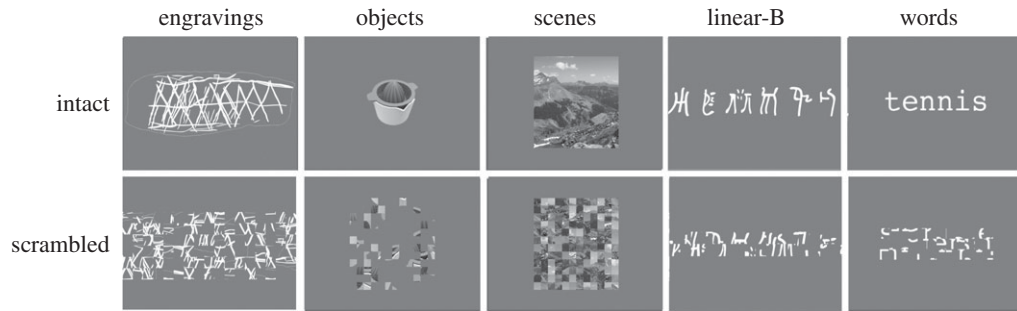 engravings objects scenes linear-B words
intact
tennis
scrambled